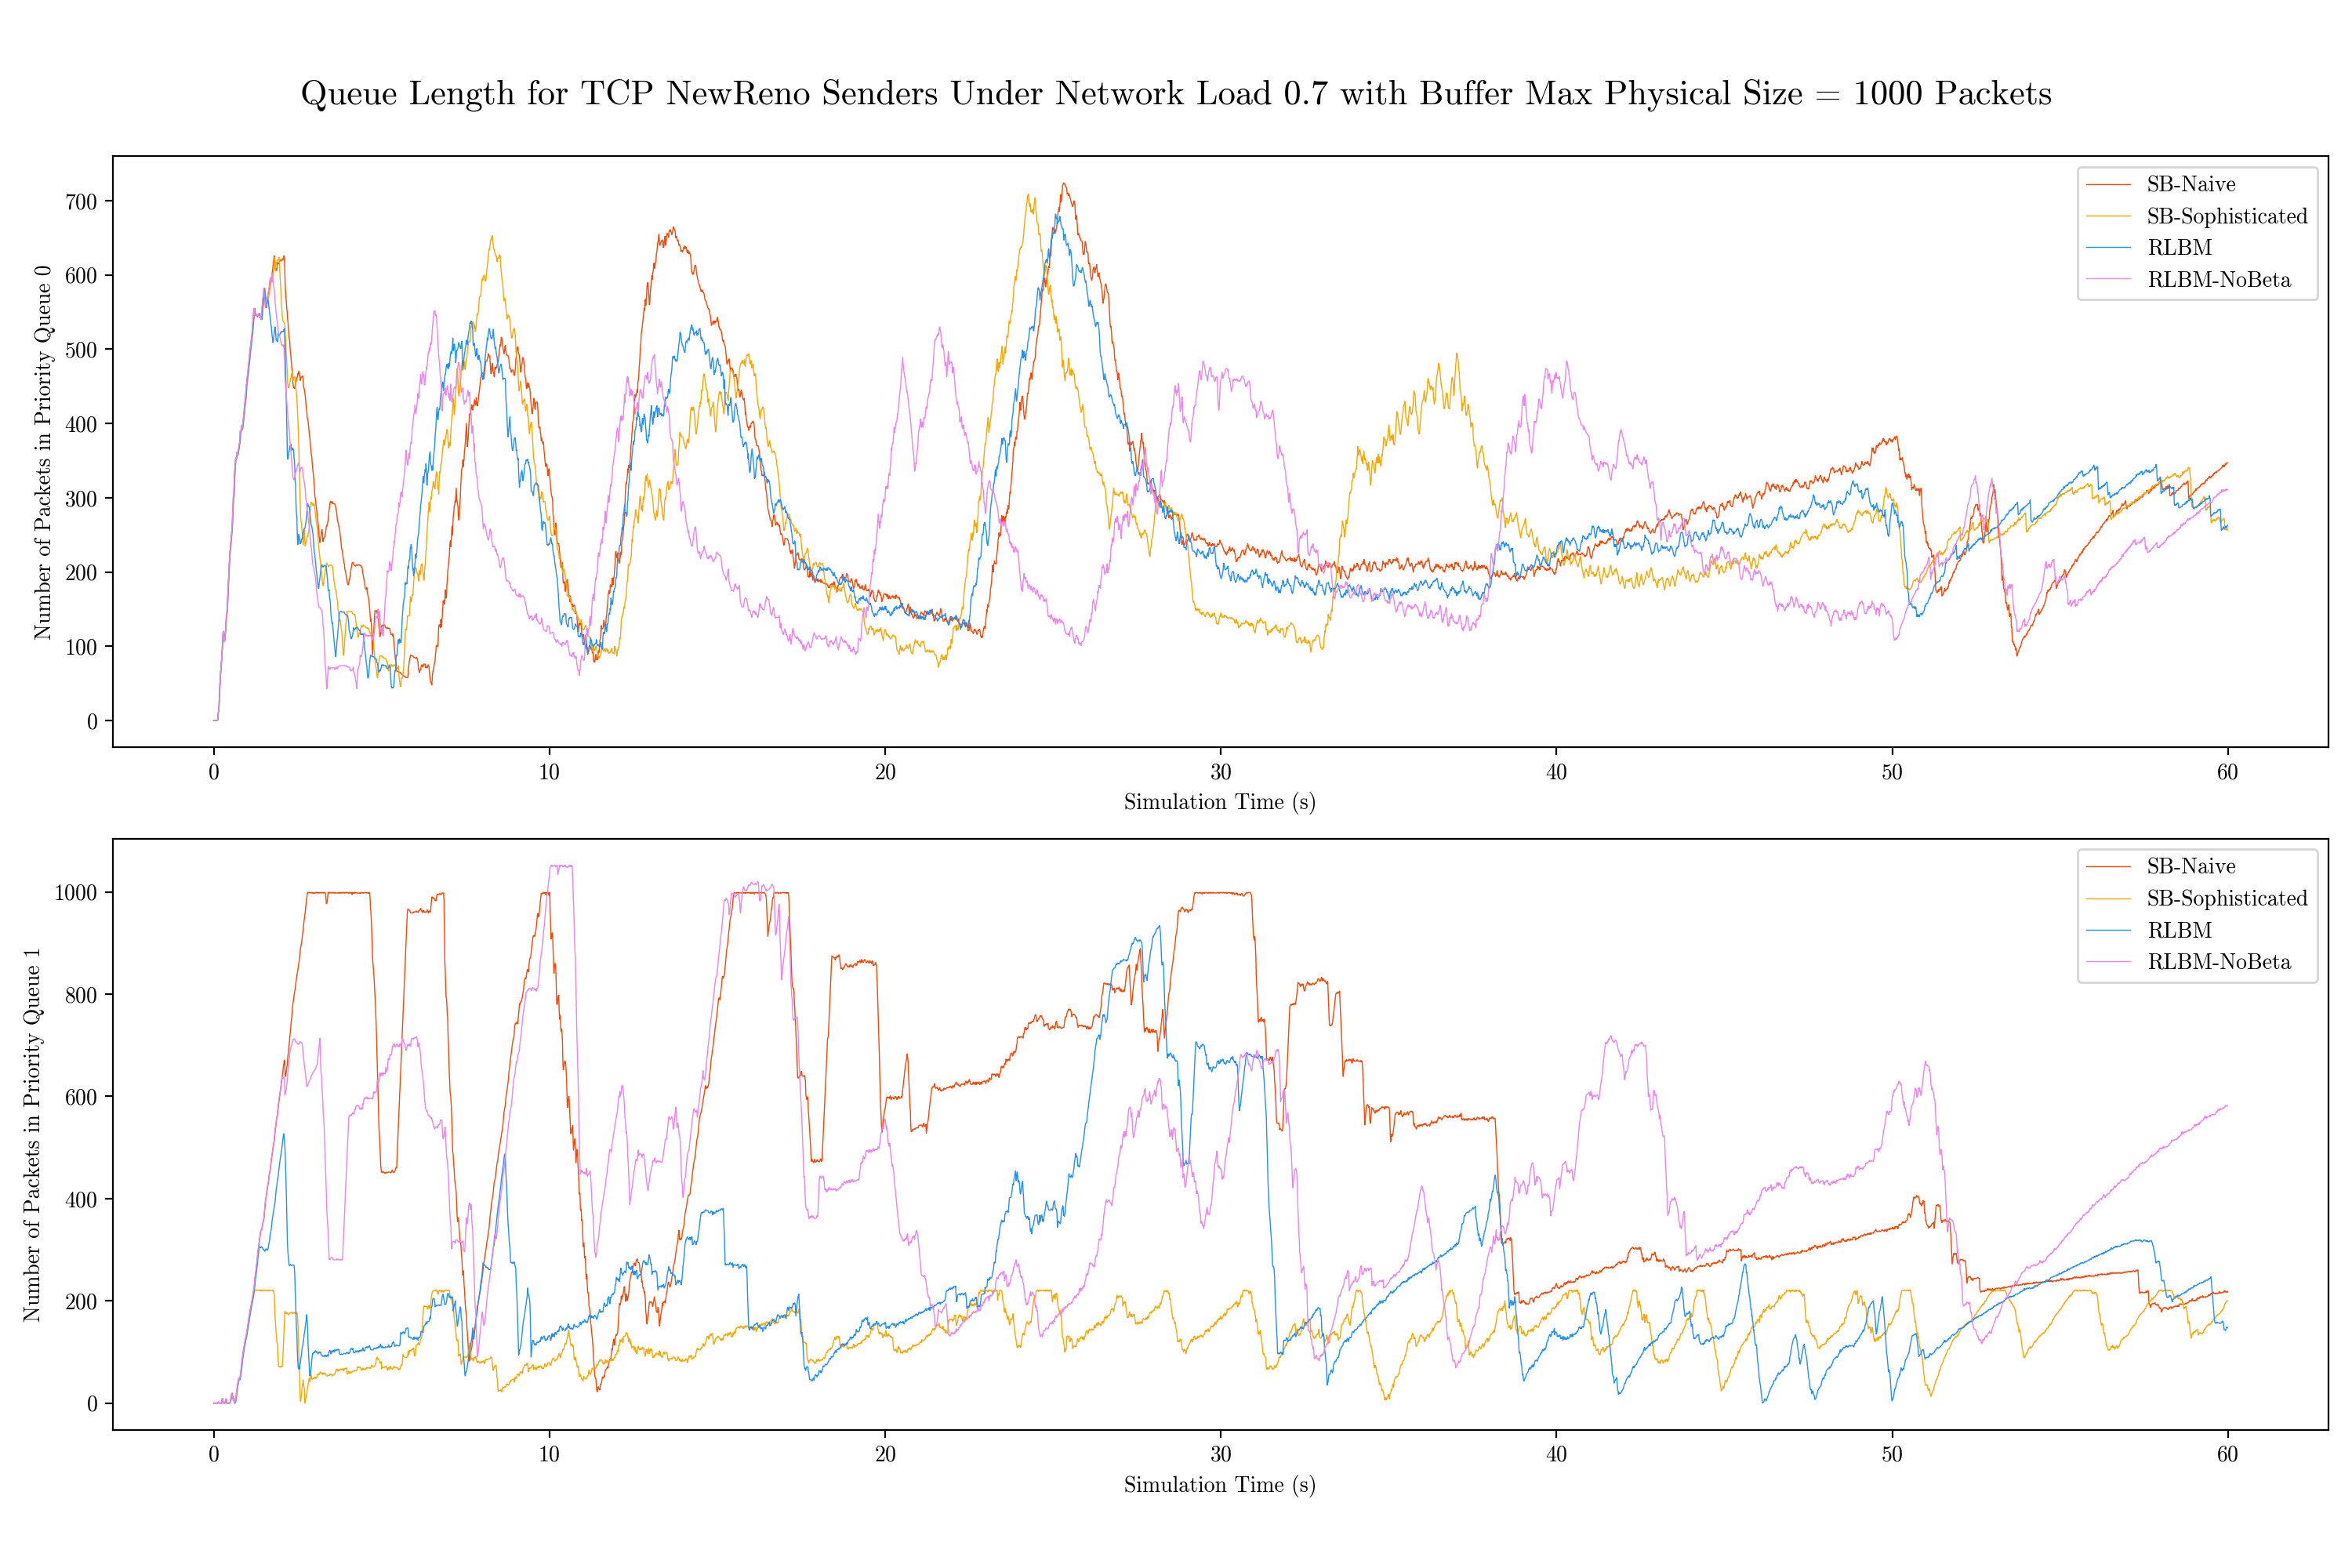 Queue Length for TCP NewReno Senders Under Network Load 0.7 with Buffer Max Physical Size = 1000 Packets
Number of Packets in Priority Queue 0
700
600
500
400
300
200
100
0
SB-Naive
SB-Sophisticated
RLBM
RLBM-NoBeta
0 10 20 30 40 50 60
Simulation Time (s)
Number of Packets in Priority Queue 1
1000
800
600
400
200
0
SB-Naive
SB-Sophisticated
RLBM
RLBM-NoBeta
0 10 20 30 40 50 60
Simulation Time (s)